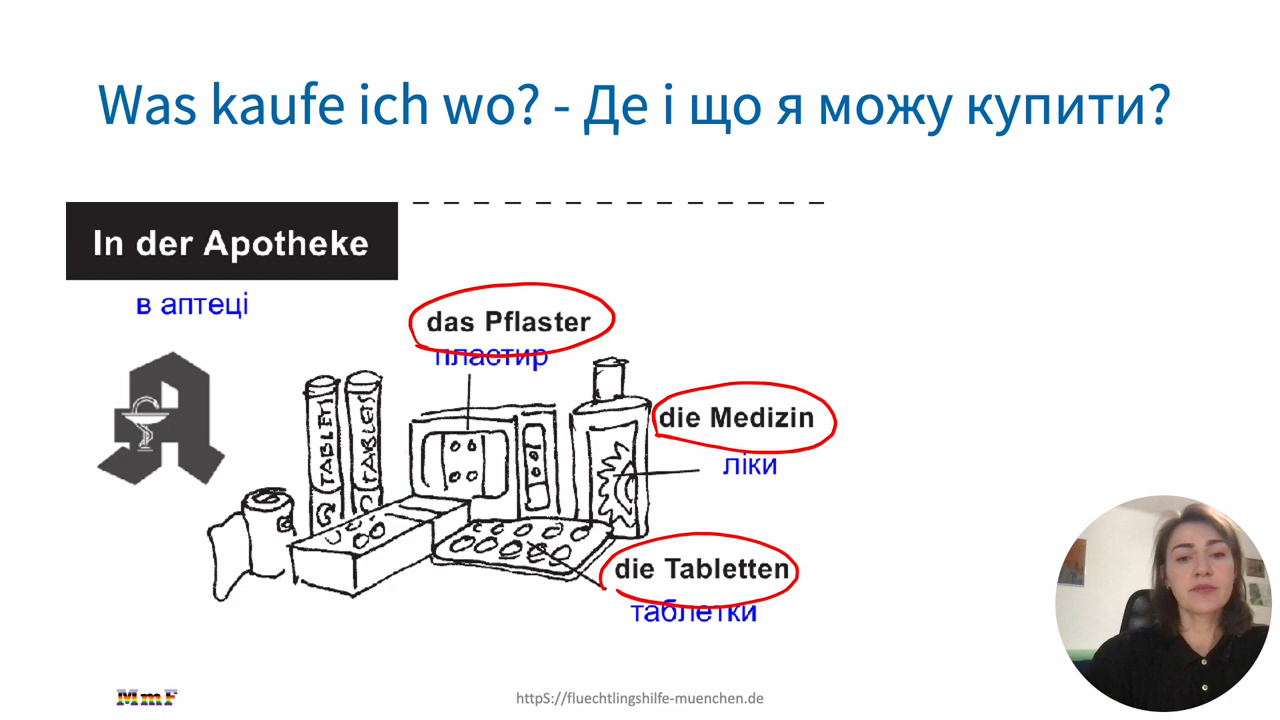 Was kaufe ich wo? - Де і що я можу купити?
In der Apotheke
в аптеці
das Pflaster
пластир
die Medizin
ліки
TABLETS
die Tabletten
таблетки
MmF
httpS://fluechtlingshilfe-muenchen.de